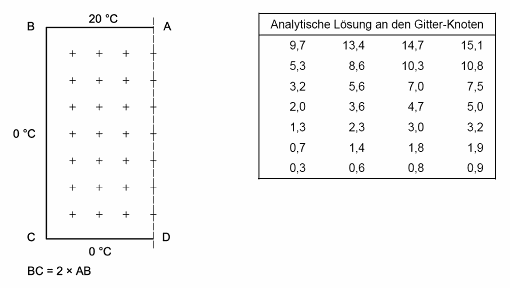 20 °C
B
A
0 °C
C
D
0 °C
BC = 2 × AB
Analytische Lösung an den Gitter-Knoten
9,7 13,4 14,7 15,1
5,3 8,6 10,3 10,8
3,2 5,6 7,0 7,5
2,0 3,6 4,7 5,0
1,3 2,3 3,0 3,2
0,7 1,4 1,8 1,9
0,3 0,6 0,8 0,9